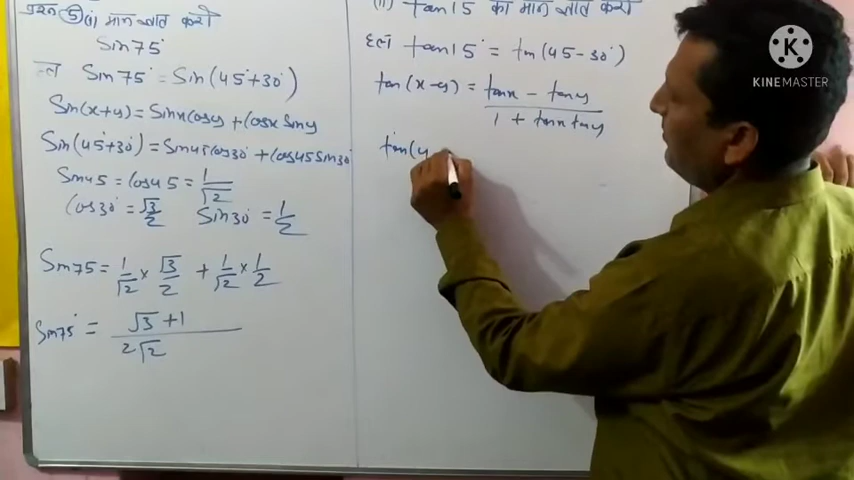 प्रश्न ⑤ (i) मान ज्ञात करो
Sin75°
हल Sin75° = Sin(45°+30°)
Sin(x+y) = Sinx Cosy + Cosx Siny
Sin(45°+30°) = Sin45 Cos30° + Cos45 Sin30°
Sin45 = Cos45 = 1/√2
Cos30° = √3/2 Sin30° = 1/2
Sin75 = 1/√2 × √3/2 + 1/√2 × 1/2
Sin75° = √3+1 / 2√2
(ii) tan15 का मान ज्ञात करो
हल tan15° = tan(45-30°)
tan(x-y) = tanx - tany / 1 + tanx tany
tan(4
KINEMASTER